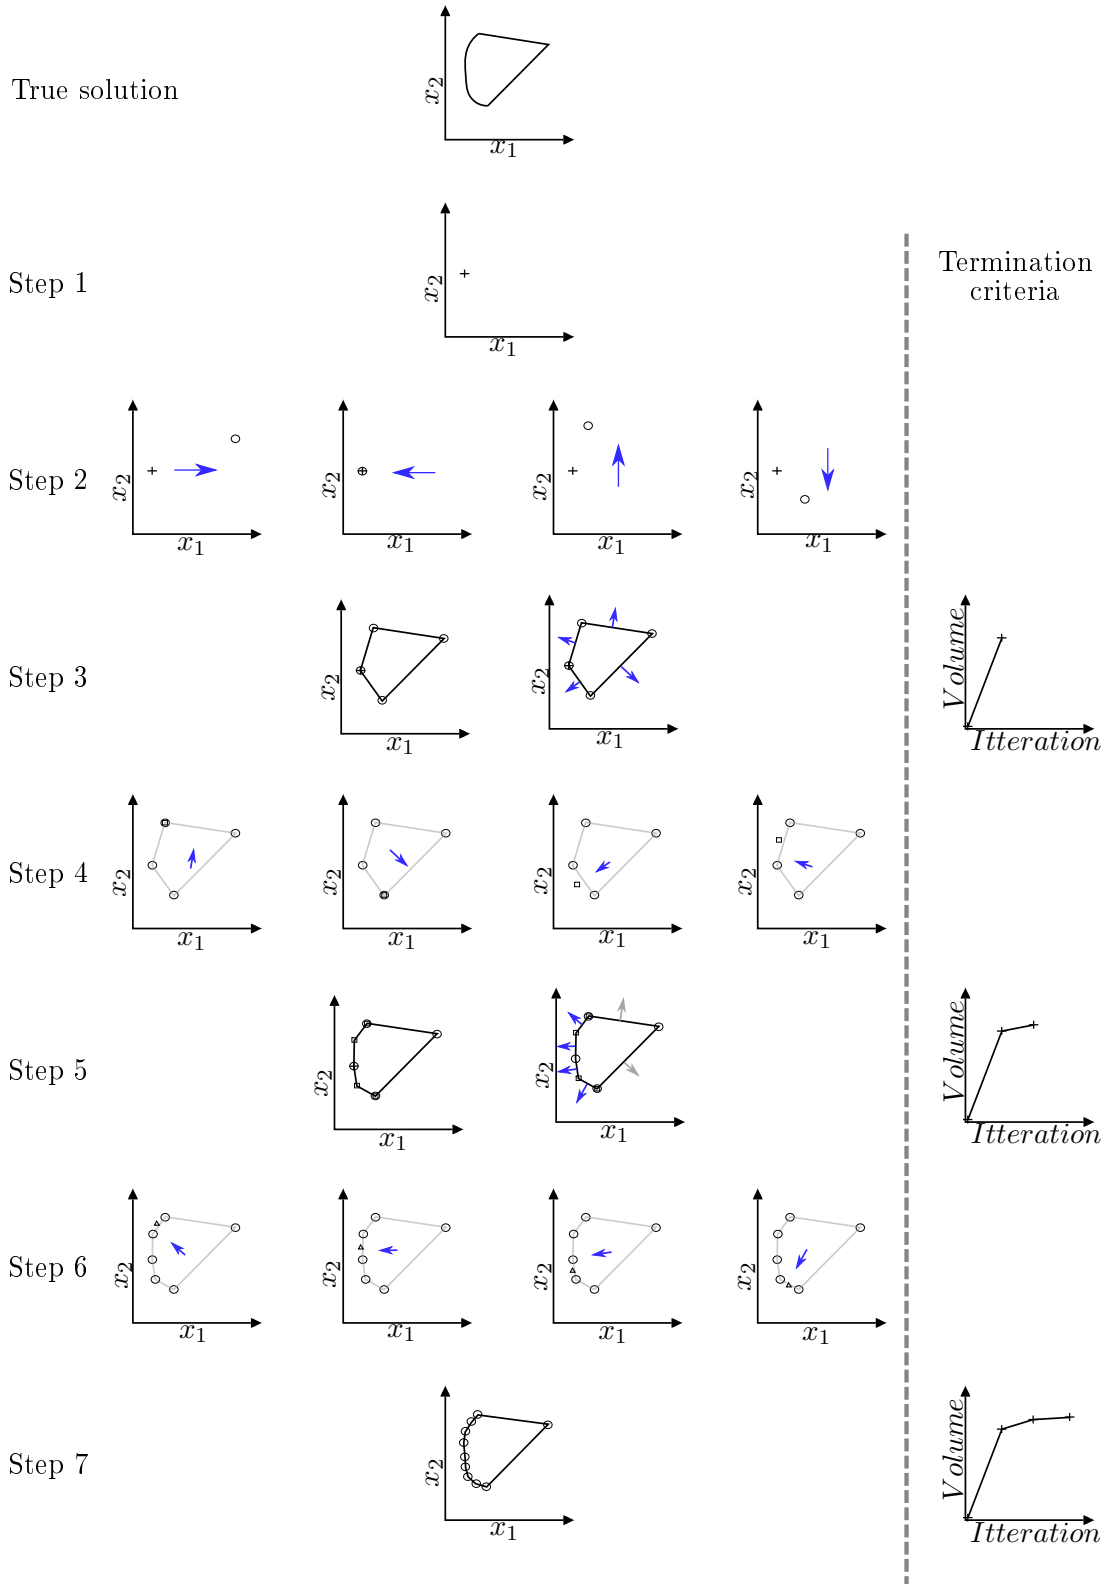 True solution
x2
x1
Step 1
x2
x1
Termination
criteria
Step 2
x2
x1
x2
x1
x2
x1
x2
x1
Step 3
x2
x1
x2
x1
Volume
Itteration
Step 4
x2
x1
x2
x1
x2
x1
x2
x1
Step 5
x2
x1
x2
x1
Volume
Itteration
Step 6
x2
x1
x2
x1
x2
x1
x2
x1
Step 7
x2
x1
Volume
Itteration